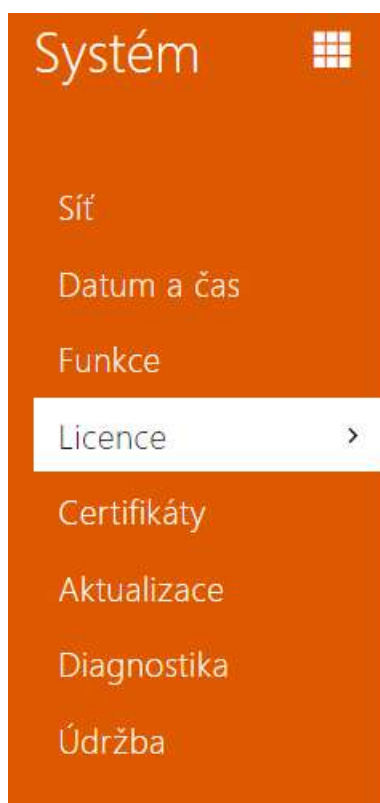 Systém
Síť
Datum a čas
Funkce
Licence
Certifikáty
Aktualizace
Diagnostika
Údržba